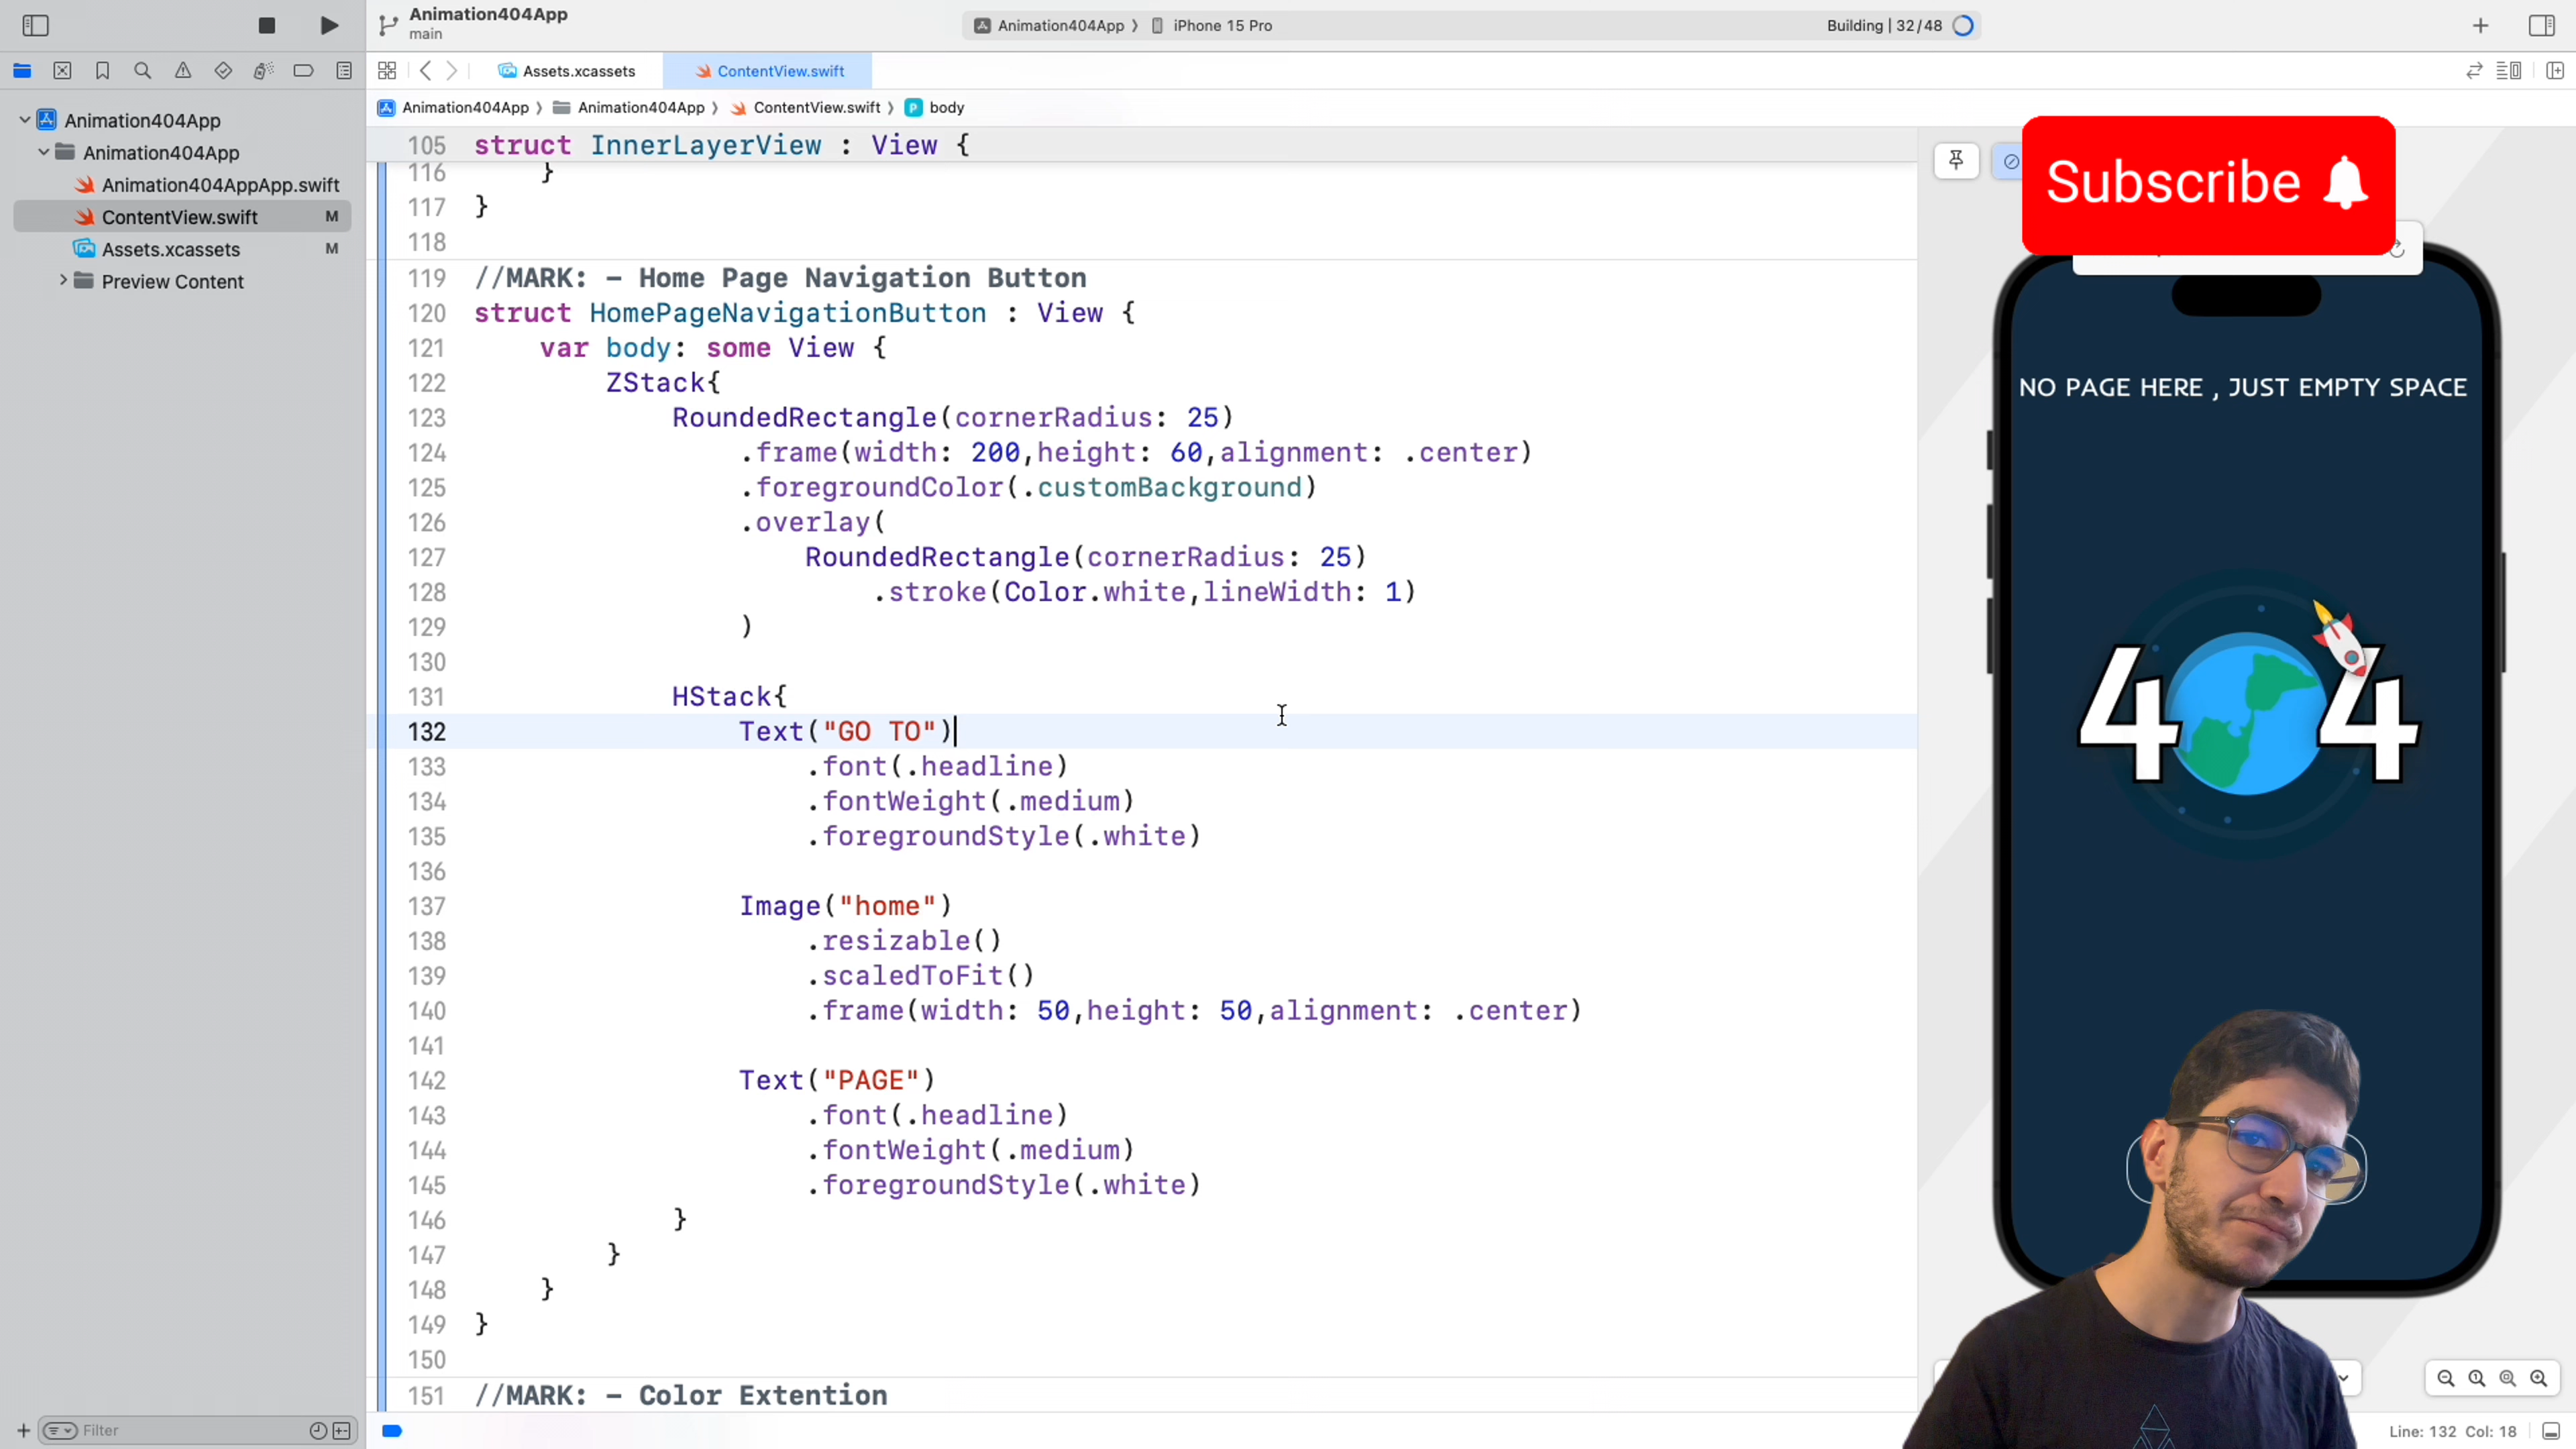 Animation404App
main
Animation404App 〉 iPhone 15 Pro
Building | 32/48
Assets.xcassets
ContentView.swift
Animation404App 〉 Animation404App 〉 ContentView.swift 〉 P body
Animation404App
Animation404App
Animation404AppApp.swift
ContentView.swift M
Assets.xcassets M
Preview Content
Filter
105 struct InnerLayerView : View {
116 }
117 }
118
119 //MARK: - Home Page Navigation Button
120 struct HomePageNavigationButton : View {
121 var body: some View {
122 ZStack{
123 RoundedRectangle(cornerRadius: 25)
124 .frame(width: 200,height: 60,alignment: .center)
125 .foregroundColor(.customBackground)
126 .overlay(
127 RoundedRectangle(cornerRadius: 25)
128 .stroke(Color.white,lineWidth: 1)
129 )
130
131 HStack{
132 Text("GO TO")
133 .font(.headline)
134 .fontWeight(.medium)
135 .foregroundStyle(.white)
136
137 Image("home")
138 .resizable()
139 .scaledToFit()
140 .frame(width: 50,height: 50,alignment: .center)
141
142 Text("PAGE")
143 .font(.headline)
144 .fontWeight(.medium)
145 .foregroundStyle(.white)
146 }
147 }
148 }
149 }
150
151 //MARK: - Color Extention
Subscribe
NO PAGE HERE , JUST EMPTY SPACE
4 4
Line: 132 Col: 18